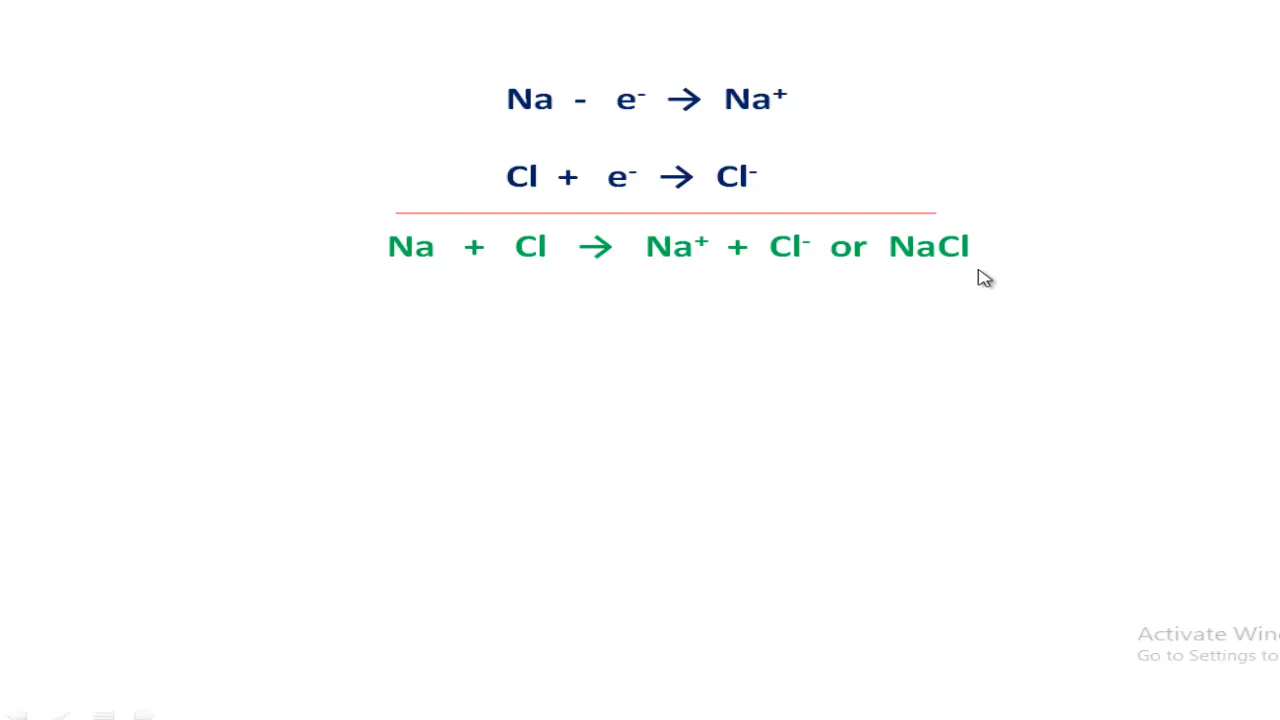 Na - e⁻ → Na⁺
Cl + e⁻ → Cl⁻
Na + Cl → Na⁺ + Cl⁻ or NaCl
Activate Win
Go to Settings to